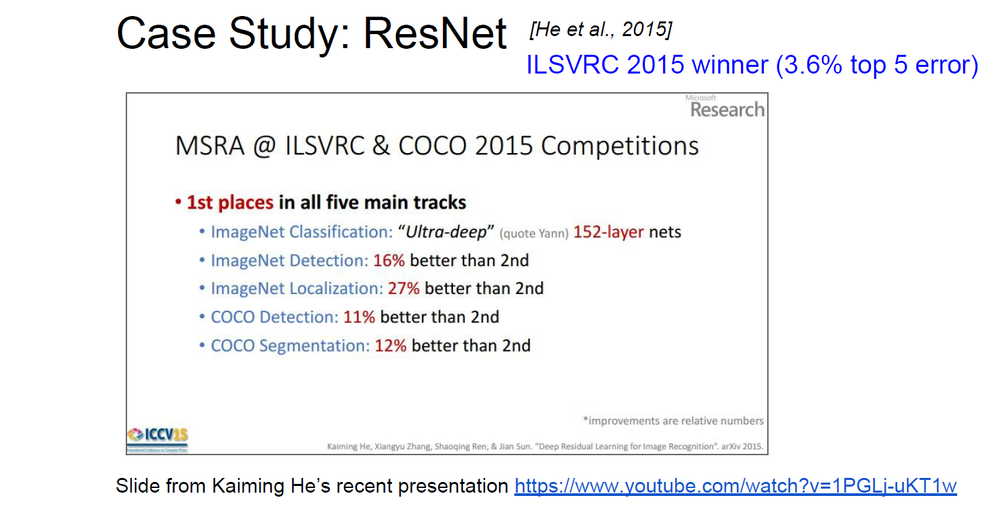 Case Study: ResNet [He et al., 2015]
ILSVRC 2015 winner (3.6% top 5 error)
Microsoft
Research
MSRA @ ILSVRC & COCO 2015 Competitions
• 1st places in all five main tracks
• ImageNet Classification: “Ultra-deep” (quote Yann) 152-layer nets
• ImageNet Detection: 16% better than 2nd
• ImageNet Localization: 27% better than 2nd
• COCO Detection: 11% better than 2nd
• COCO Segmentation: 12% better than 2nd
*improvements are relative numbers
ICCV15
Kaiming He, Xiangyu Zhang, Shaoqing Ren, & Jian Sun. “Deep Residual Learning for Image Recognition”. arXiv 2015.
Slide from Kaiming He’s recent presentation https://www.youtube.com/watch?v=1PGLj-uKT1w